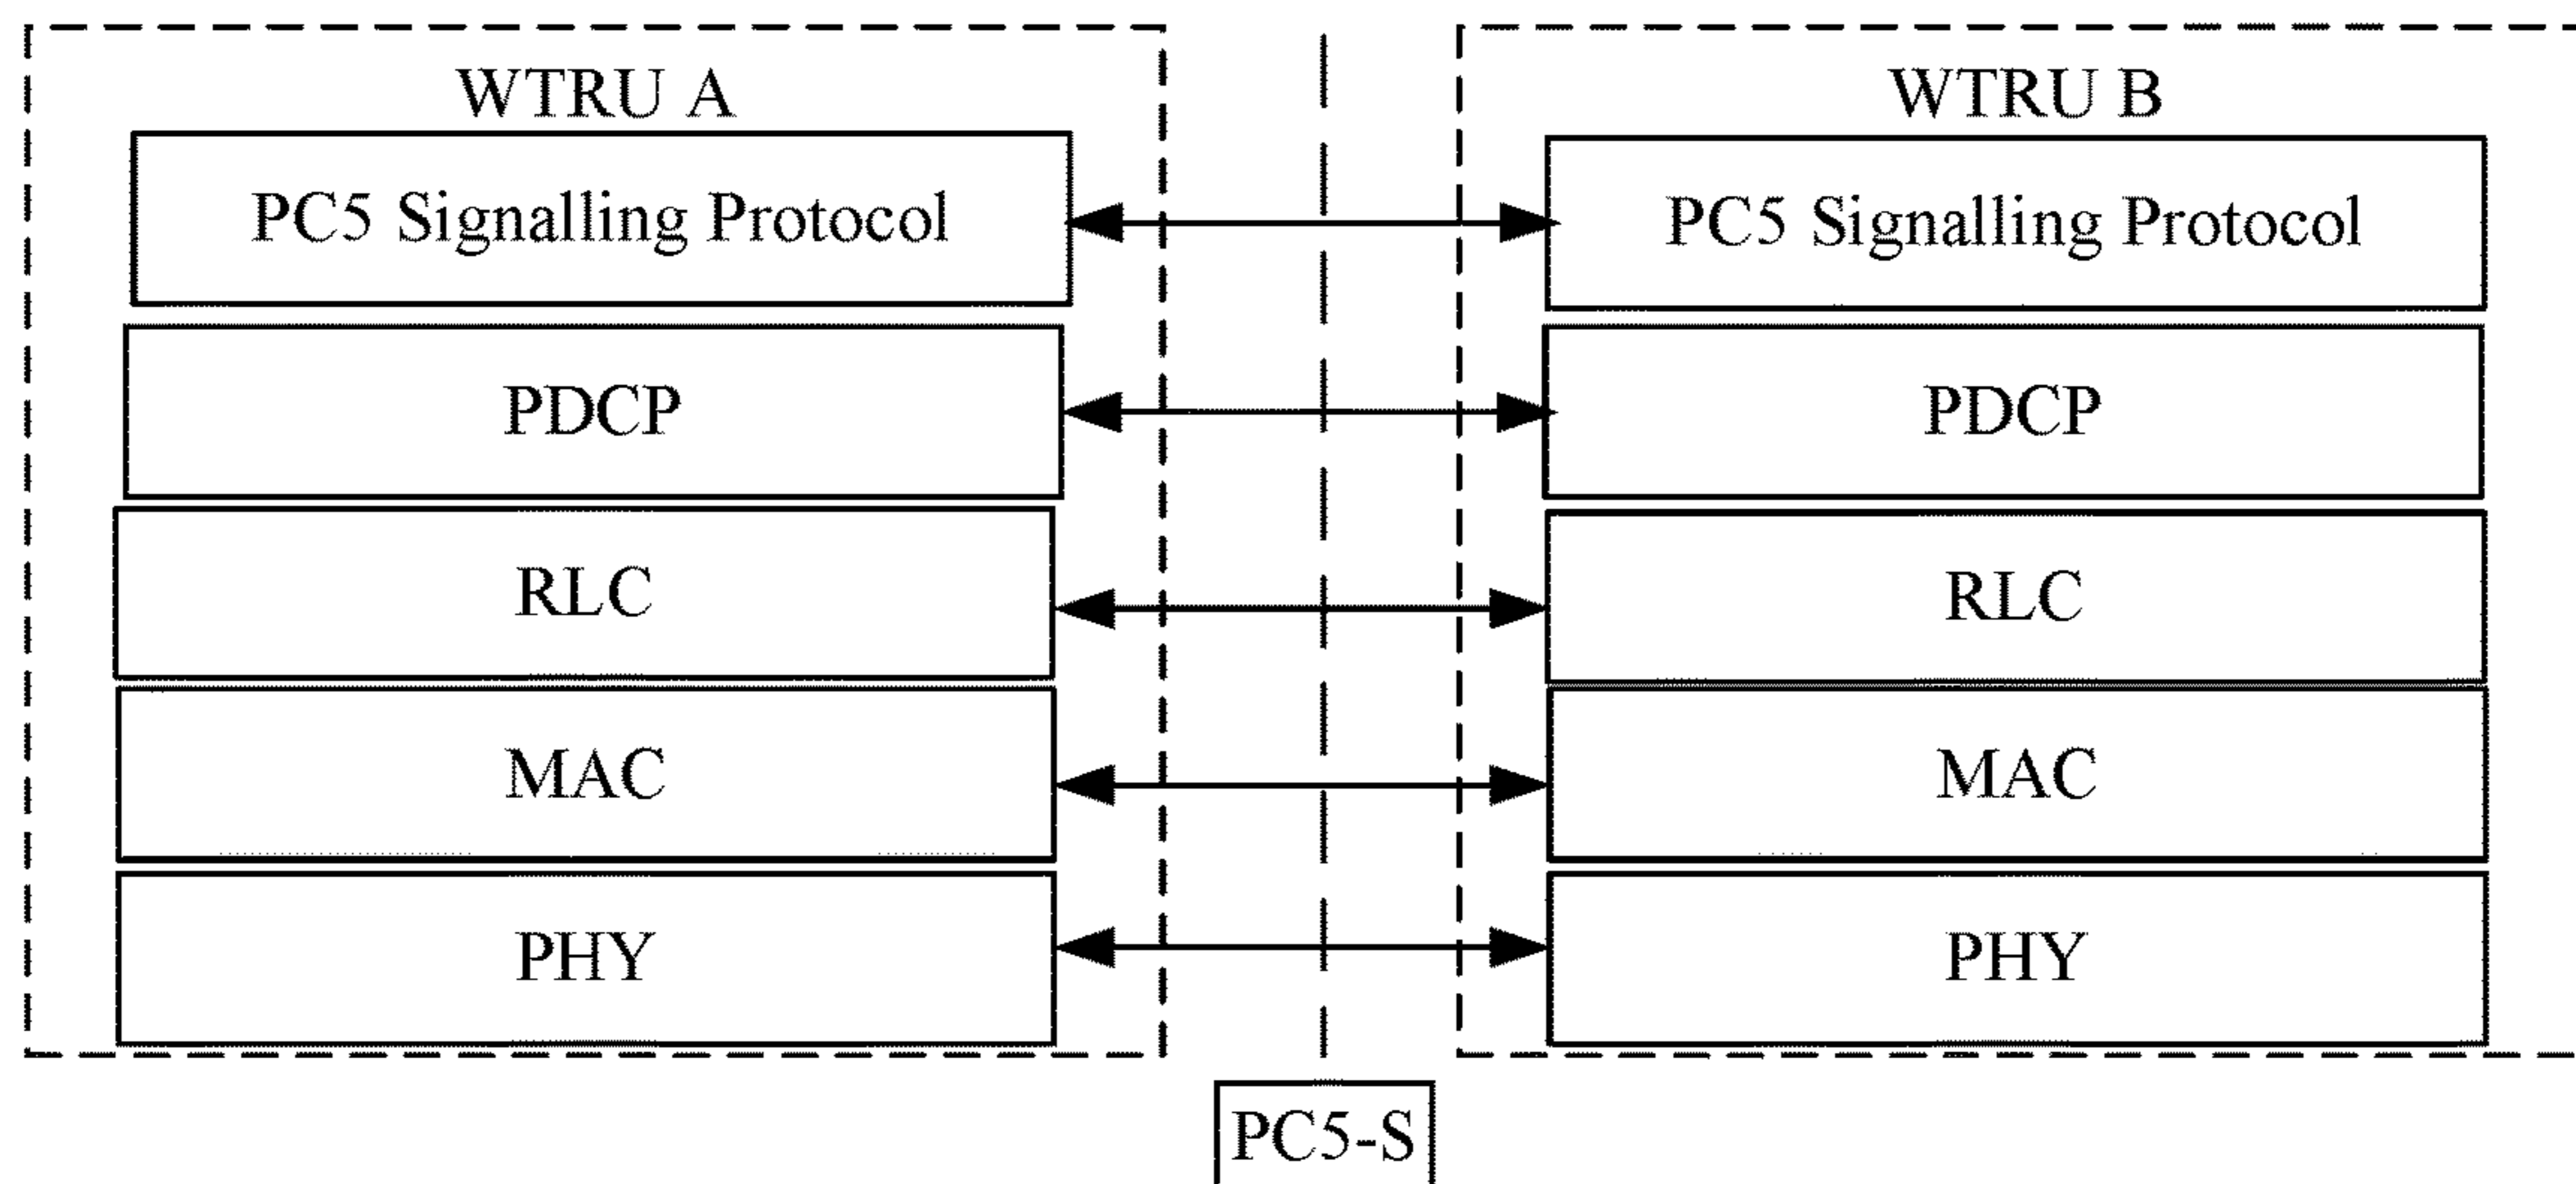 WTRU A
WTRU B
PC5 Signalling Protocol
PC5 Signalling Protocol
PDCP
PDCP
RLC
RLC
MAC
MAC
PHY
PHY
PC5-S